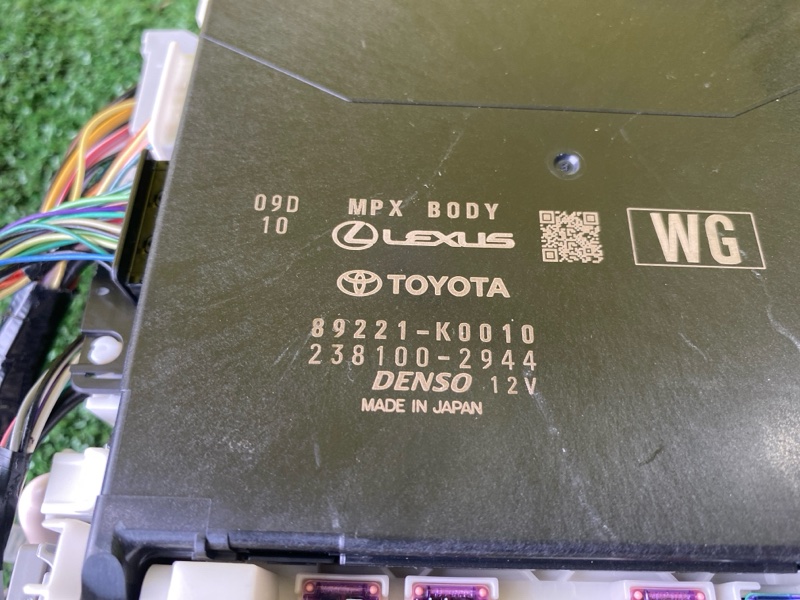 09D
10
MPX BODY
LEXUS
WG
TOYOTA
89221-K0010
238100-2944
DENSO 12V
MADE IN JAPAN